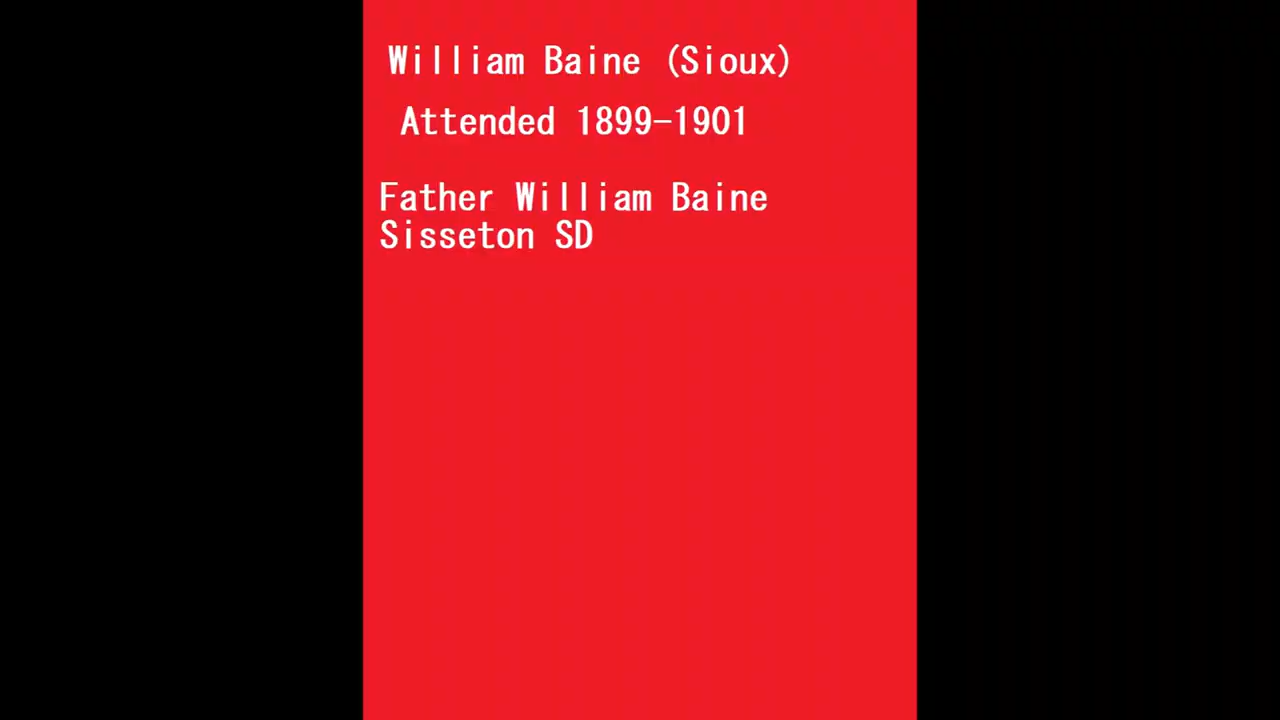 William Baine (Sioux)
Attended 1899-1901
Father William Baine
Sisseton SD